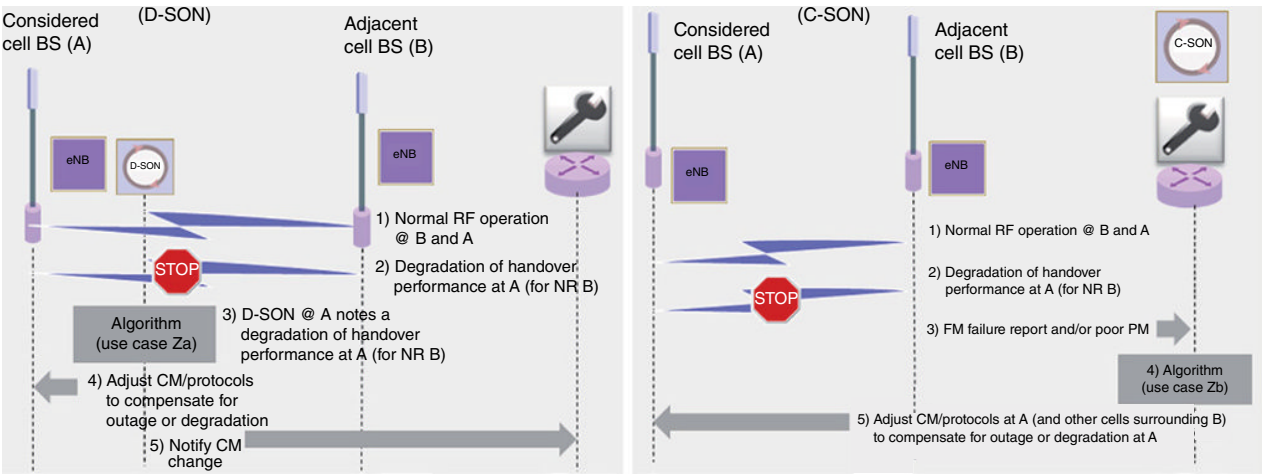 (D-SON)
Considered
cell BS (A)
Adjacent
cell BS (B)
eNB
D-SON
eNB
1) Normal RF operation
@ B and A
STOP
2) Degradation of handover
performance at A (for NR B)
Algorithm
(use case Za)
3) D-SON @ A notes a
degradation of handover
performance at A (for NR B)
4) Adjust CM/protocols
to compensate for
outage or degradation
5) Notify CM
change
(C-SON)
Considered
cell BS (A)
Adjacent
cell BS (B)
C-SON
eNB
eNB
1) Normal RF operation @ B and A
2) Degradation of handover
performance at A (for NR B)
STOP
3) FM failure report and/or poor PM
4) Algorithm
(use case Zb)
5) Adjust CM/protocols at A (and other cells surrounding B)
to compensate for outage or degradation at A